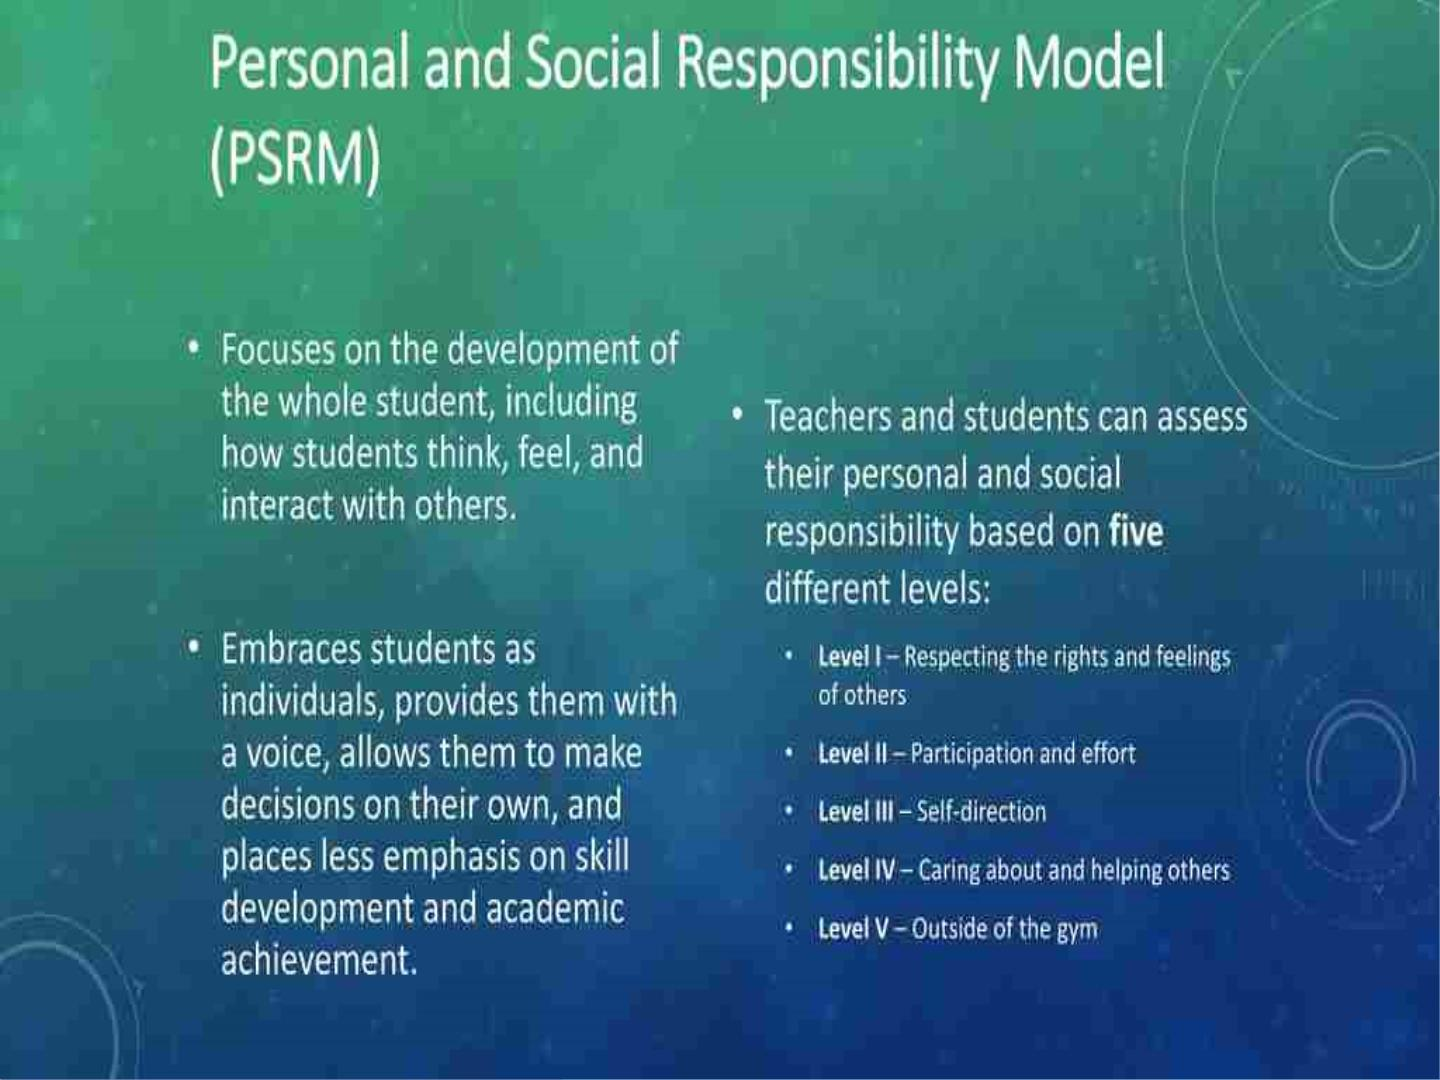 Personal and Social Responsibility Model
(PSRM)
• Focuses on the development of
the whole student, including
how students think, feel, and
interact with others.
• Embraces students as
individuals, provides them with
a voice, allows them to make
decisions on their own, and
places less emphasis on skill
development and academic
achievement.
• Teachers and students can assess
their personal and social
responsibility based on five
different levels:
• Level I – Respecting the rights and feelings
of others
• Level II – Participation and effort
• Level III – Self-direction
• Level IV – Caring about and helping others
• Level V – Outside of the gym